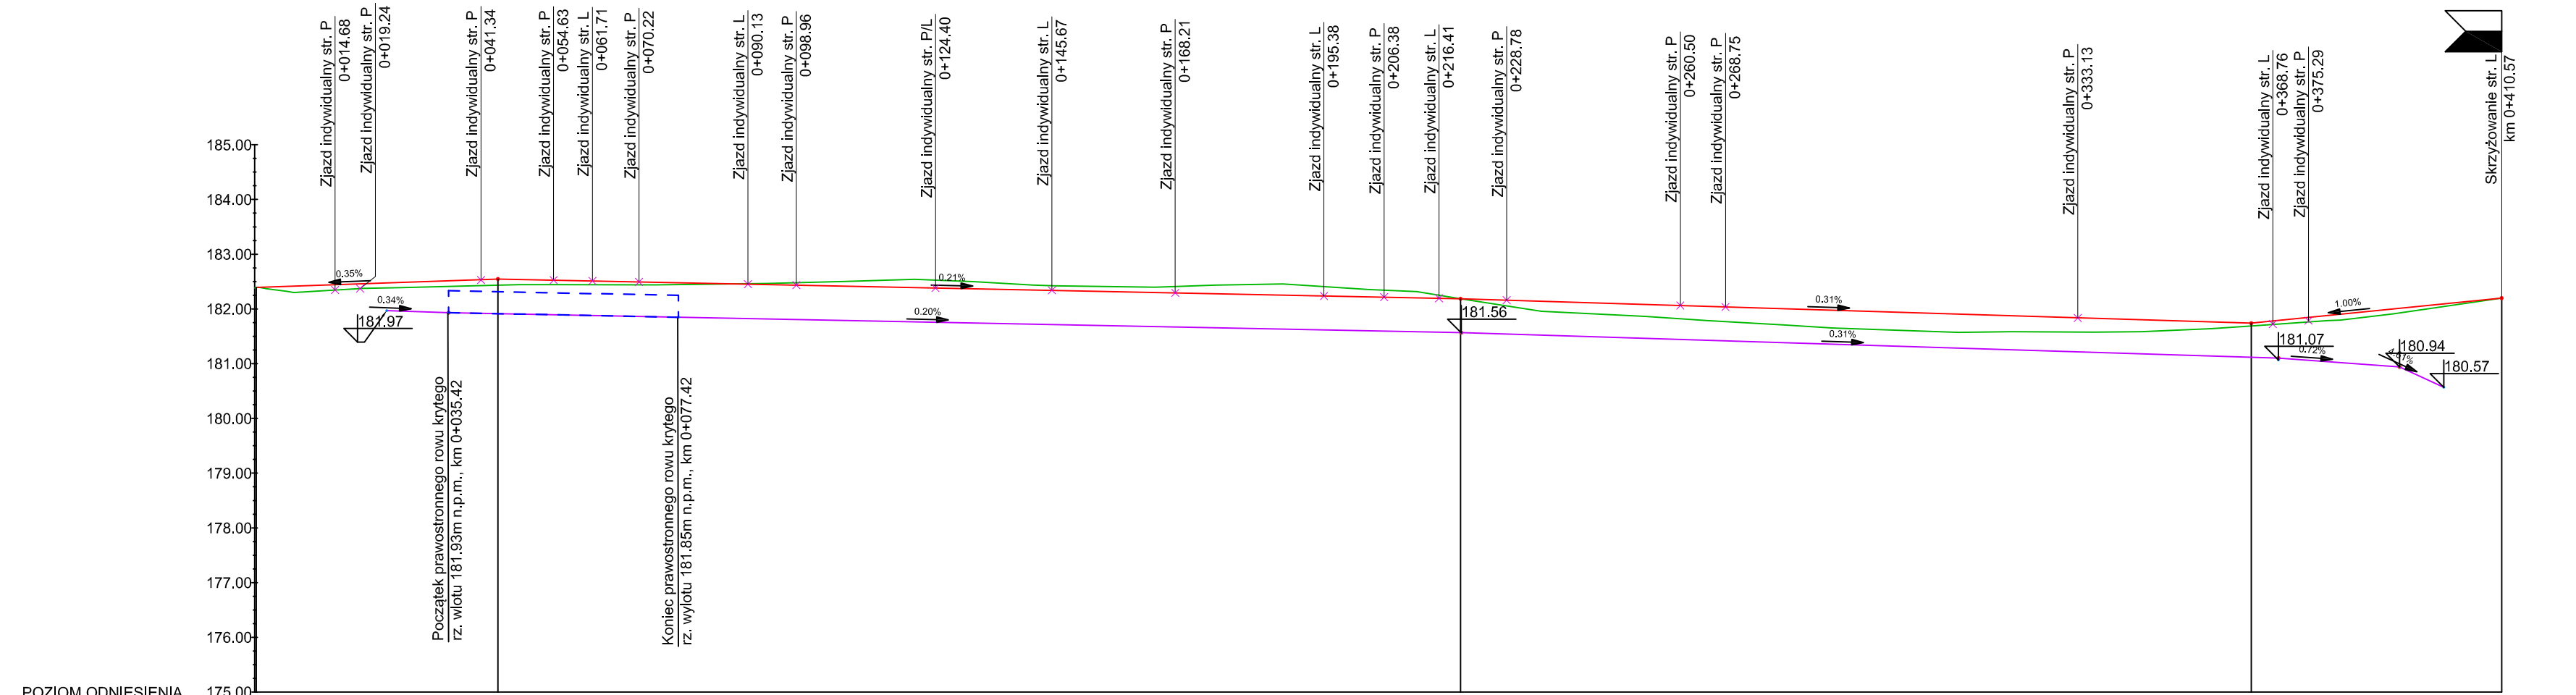 Zjazd indywidualny str. P
0+014.68
Zjazd indywidualny str. P
0+019.24
Zjazd indywidualny str. P
0+041.34
Zjazd indywidualny str. P
0+054.63
Zjazd indywidualny str. L
0+061.71
Zjazd indywidualny str. P
0+070.22
Zjazd indywidualny str. L
0+090.13
Zjazd indywidualny str. P
0+098.96
Zjazd indywidualny str. P/L
0+124.40
Zjazd indywidualny str. L
0+145.67
Zjazd indywidualny str. P
0+168.21
Zjazd indywidualny str. L
0+195.38
Zjazd indywidualny str. P
0+206.38
Zjazd indywidualny str. L
0+216.41
Zjazd indywidualny str. P
0+228.78
Zjazd indywidualny str. P
0+260.50
Zjazd indywidualny str. P
0+268.75
Zjazd indywidualny str. P
0+333.13
Zjazd indywidualny str. L
0+368.76
Zjazd indywidualny str. P
0+375.29
Skrzyżowanie str. L
km 0+410.57
185.00
184.00
183.00
182.00
181.00
180.00
179.00
178.00
177.00
176.00
175.00
0.35%
0.34%
181.97
0.21%
0.20%
181.56
0.31%
0.31%
1.00%
181.07
0.72%
180.94
180.57
Początek prawostronnego rowu krytego
rz. wlotu 181.93m n.p.m., km 0+035.42
Koniec prawostronnego rowu krytego
rz. wylotu 181.85m n.p.m., km 0+077.42
POZIOM ODNIESIENIA